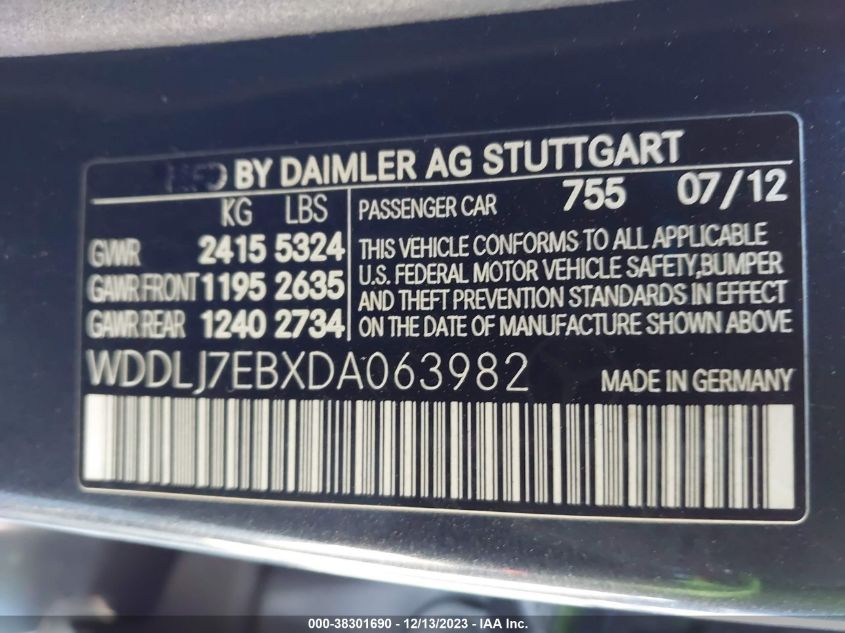 MFD BY DAIMLER AG STUTTGART
KG LBS
GVWR 2415 5324
GAWR FRONT 1195 2635
GAWR REAR 1240 2734
PASSENGER CAR 755 07/12
THIS VEHICLE CONFORMS TO ALL APPLICABLE
U.S. FEDERAL MOTOR VEHICLE SAFETY,BUMPER
AND THEFT PREVENTION STANDARDS IN EFFECT
ON THE DATE OF MANUFACTURE SHOWN ABOVE
WDDLJ7EBXDA063982 MADE IN GERMANY
000-38301690 - 12/13/2023 - IAA Inc.